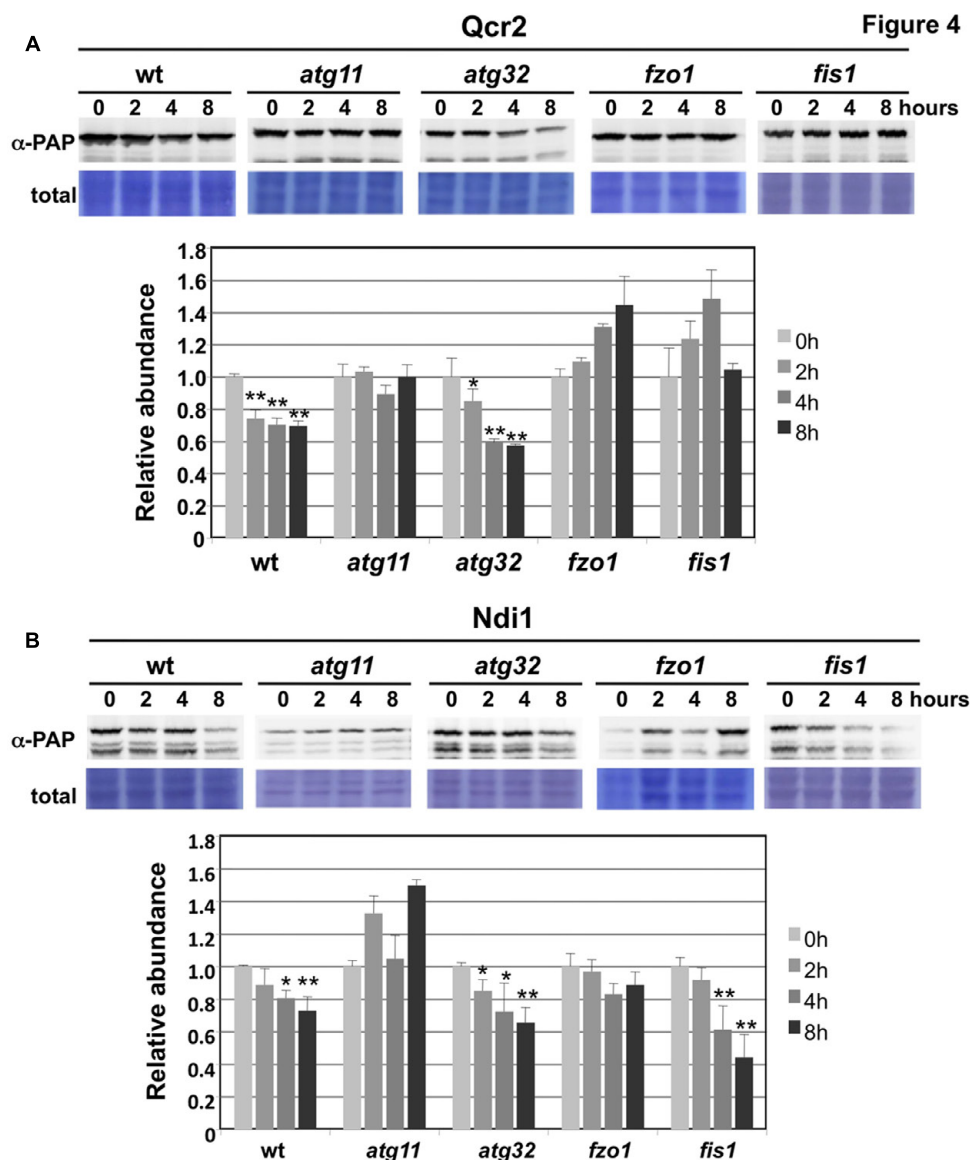 Figure 4
A
Qcr2
wt atg11 atg32 fzo1 fis1
0 2 4 8 0 2 4 8 0 2 4 8 0 2 4 8 0 2 4 8 hours
α-PAP
total
1.8
1.6
1.4
1.2
1.0
0.8
0.6
0.4
0.2
0
Relative abundance
** ** **
* ** **
0h
2h
4h
8h
wt atg11 atg32 fzo1 fis1
B
Ndi1
wt atg11 atg32 fzo1 fis1
0 2 4 8 0 2 4 8 0 2 4 8 0 2 4 8 0 2 4 8 hours
α-PAP
total
1.8
1.6
1.4
1.2
1.0
0.8
0.6
0.4
0.2
0
Relative abundance
* **
* * **
** **
0h
2h
4h
8h
wt atg11 atg32 fzo1 fis1